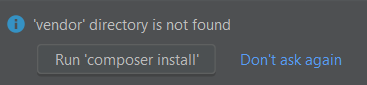 'vendor' directory is not found
Run 'composer install' Don't ask again